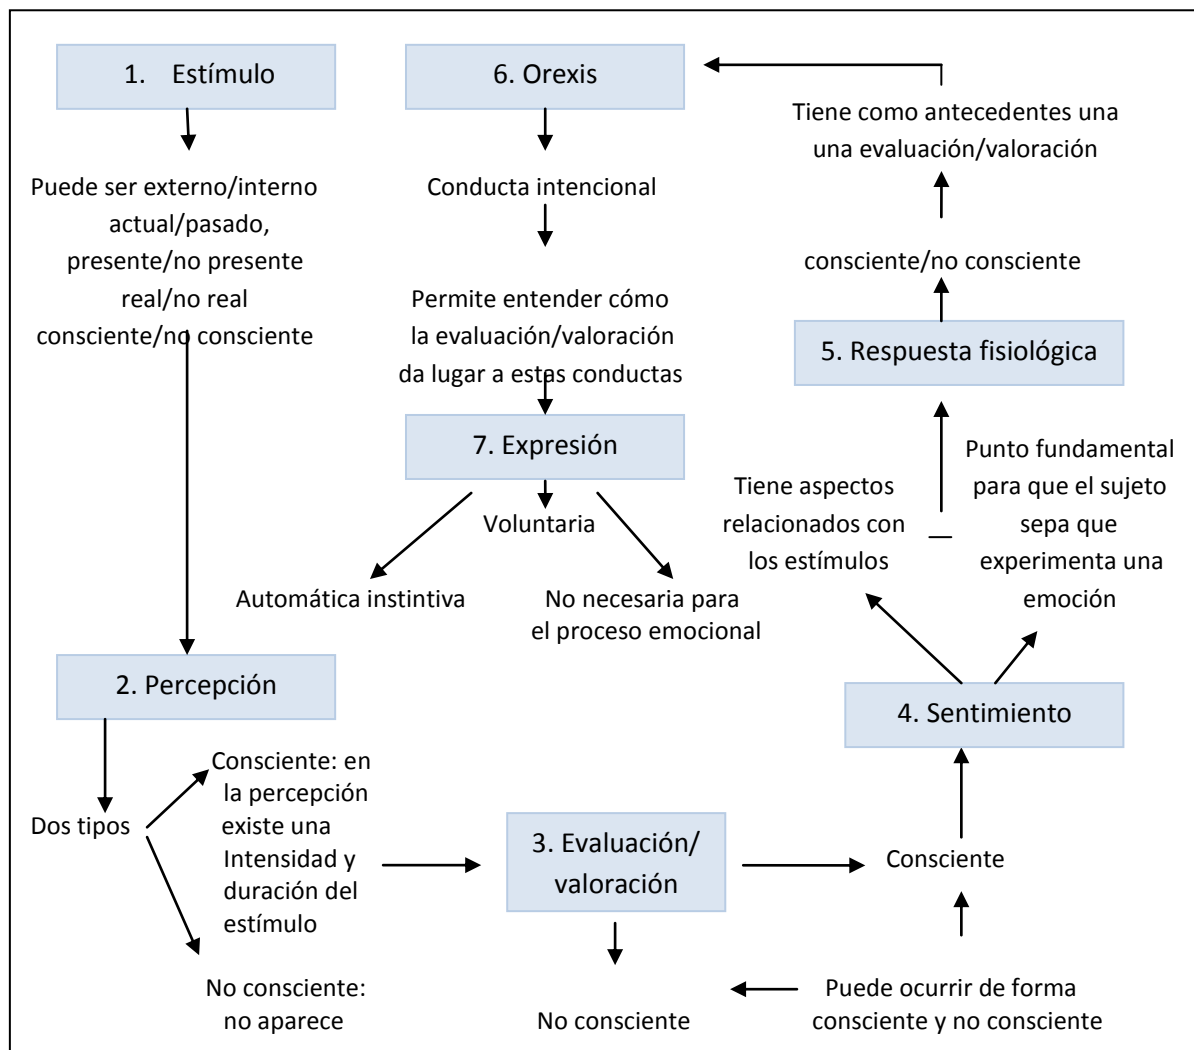 1. Estímulo
Puede ser externo/interno
actual/pasado,
presente/no presente
real/no real
consciente/no consciente
2. Percepción
Dos tipos
Consciente: en
la percepción
existe una
Intensidad y
duración del
estímulo
No consciente:
no aparece
3. Evaluación/
valoración
No consciente
Consciente
Puede ocurrir de forma
consciente y no consciente
4. Sentimiento
Tiene aspectos
relacionados con
los estímulos
Punto fundamental
para que el sujeto
sepa que
experimenta una
emoción
5. Respuesta fisiológica
consciente/no consciente
Tiene como antecedentes una
una evaluación/valoración
6. Orexis
Conducta intencional
Permite entender cómo
la evaluación/valoración
da lugar a estas conductas
7. Expresión
Voluntaria
Automática instintiva
No necesaria para
el proceso emocional